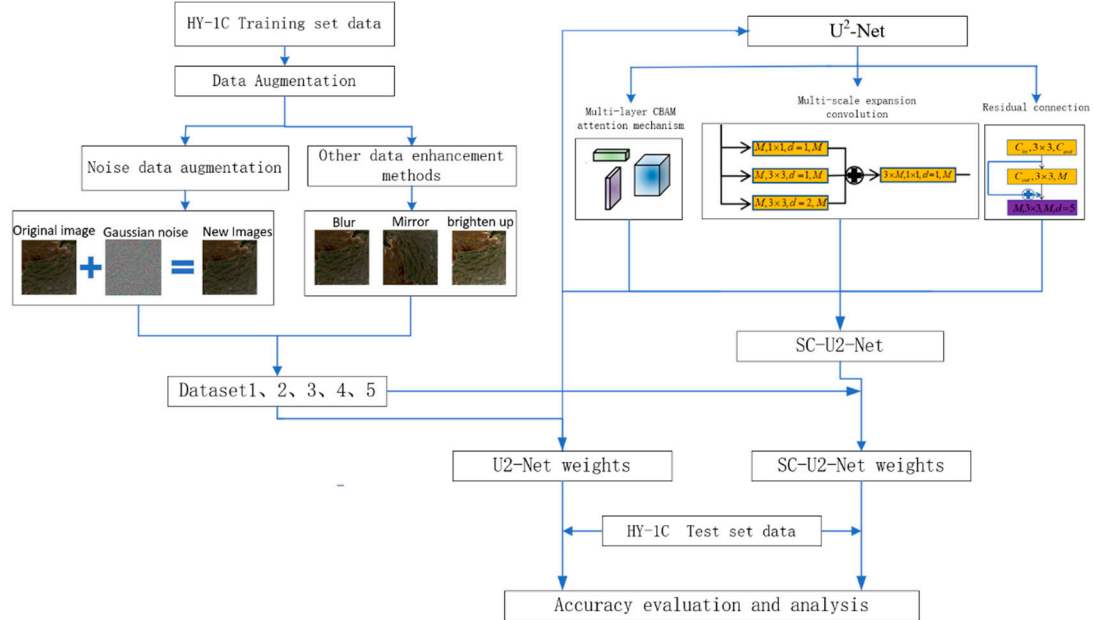 HY-1C Training set data
Data Augmentation
Noise data augmentation
Other data enhancement
methods
Original image
Gaussian noise
New Images
Blur
Mirror
brighten up
Dataset1、2、3、4、5
U²-Net
Multi-layer CBAM
attention mechanism
Multi-scale expansion
convolution
Residual connection
M,1×1,d=1,M
M,3×3,d=1,M
M,3×3,d=2,M
3×M,1×1,d=1,M
C_in,3×3,C_out
C_out,3×3,M
M,3×3,M,d=5
SC-U2-Net
U2-Net weights
SC-U2-Net weights
HY-1C Test set data
Accuracy evaluation and analysis